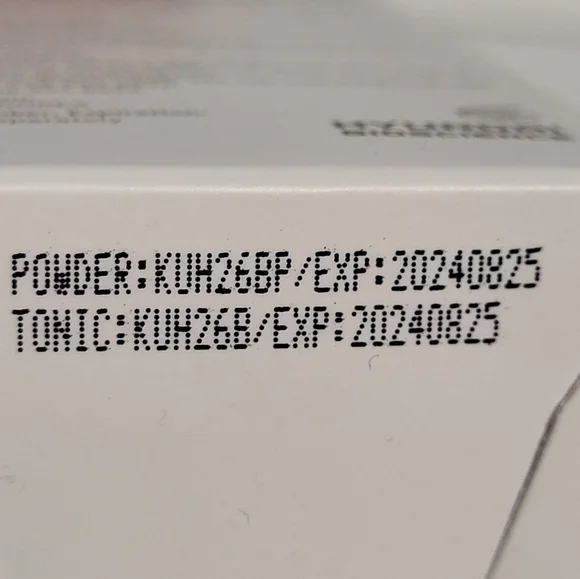 POWDER:KUH26BP/EXP:20240825
TONIC:KUH26B/EXP:20240825